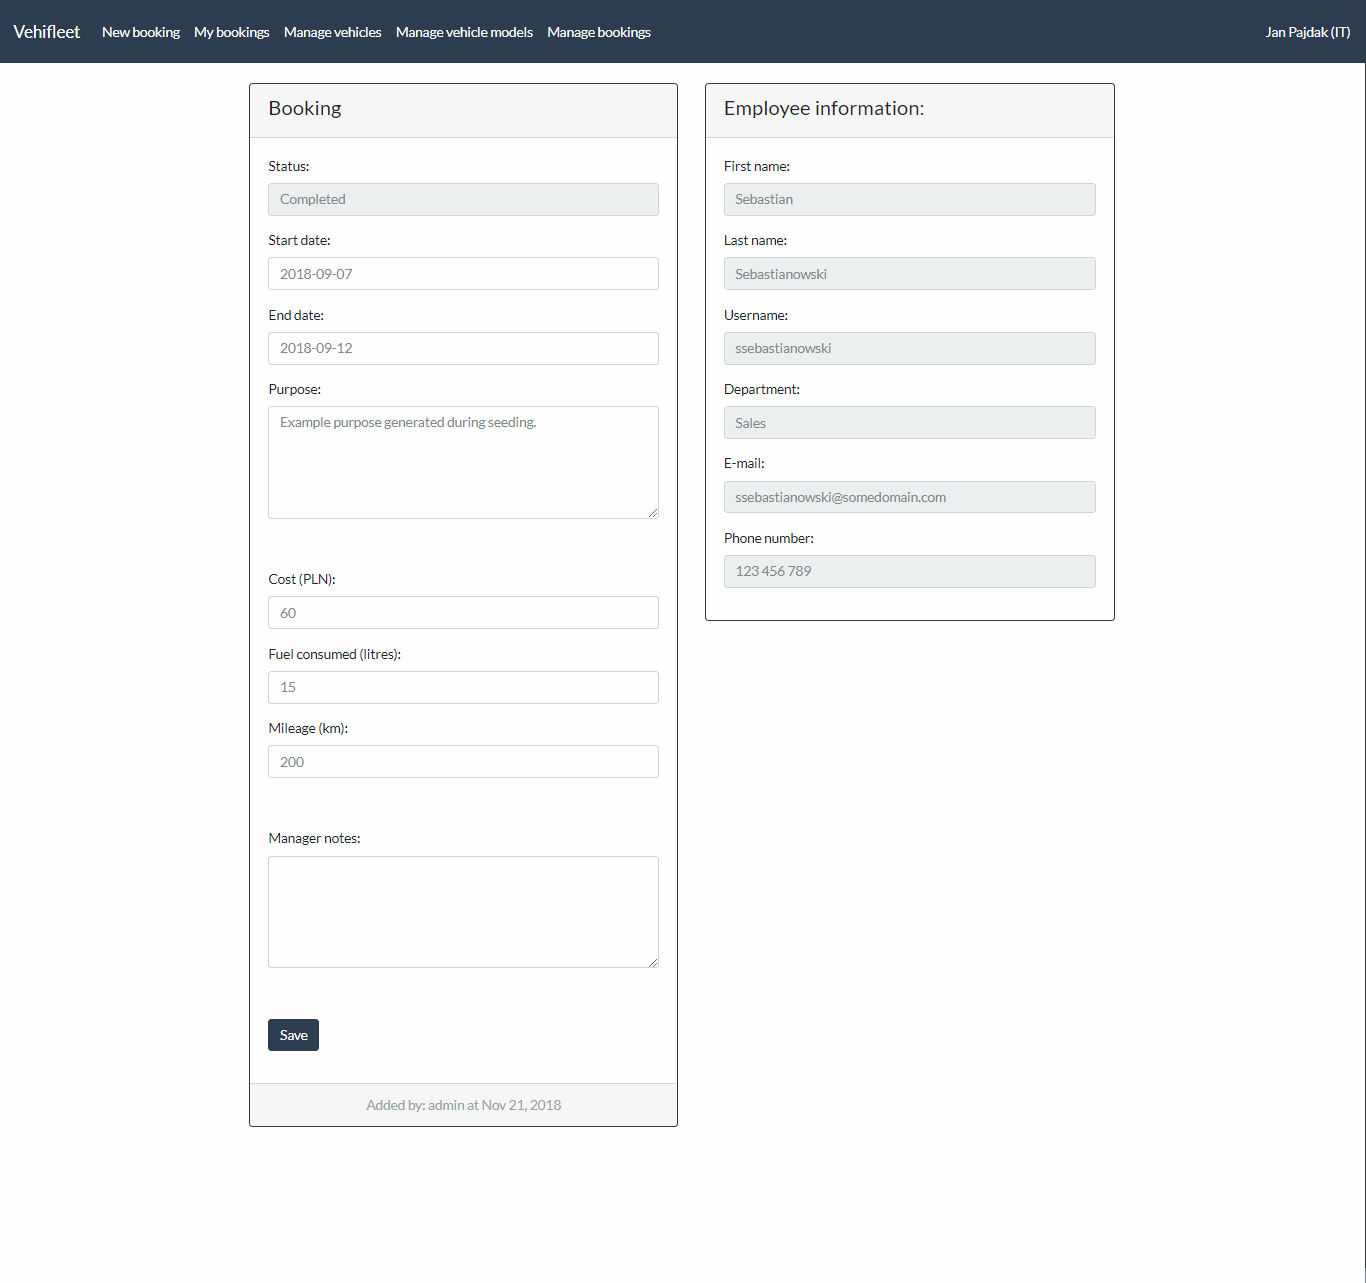 Vehifleet New booking My bookings Manage vehicles Manage vehicle models Manage bookings Jan Pajdak (IT)
Booking
Status:
Completed
Start date:
2018-09-07
End date:
2018-09-12
Purpose:
Example purpose generated during seeding.
Cost (PLN):
60
Fuel consumed (litres):
15
Mileage (km):
200
Manager notes:
Save
Added by: admin at Nov 21, 2018
Employee information:
First name:
Sebastian
Last name:
Sebastianowski
Username:
ssebastianowski
Department:
Sales
E-mail:
ssebastianowski@somedomain.com
Phone number:
123 456 789